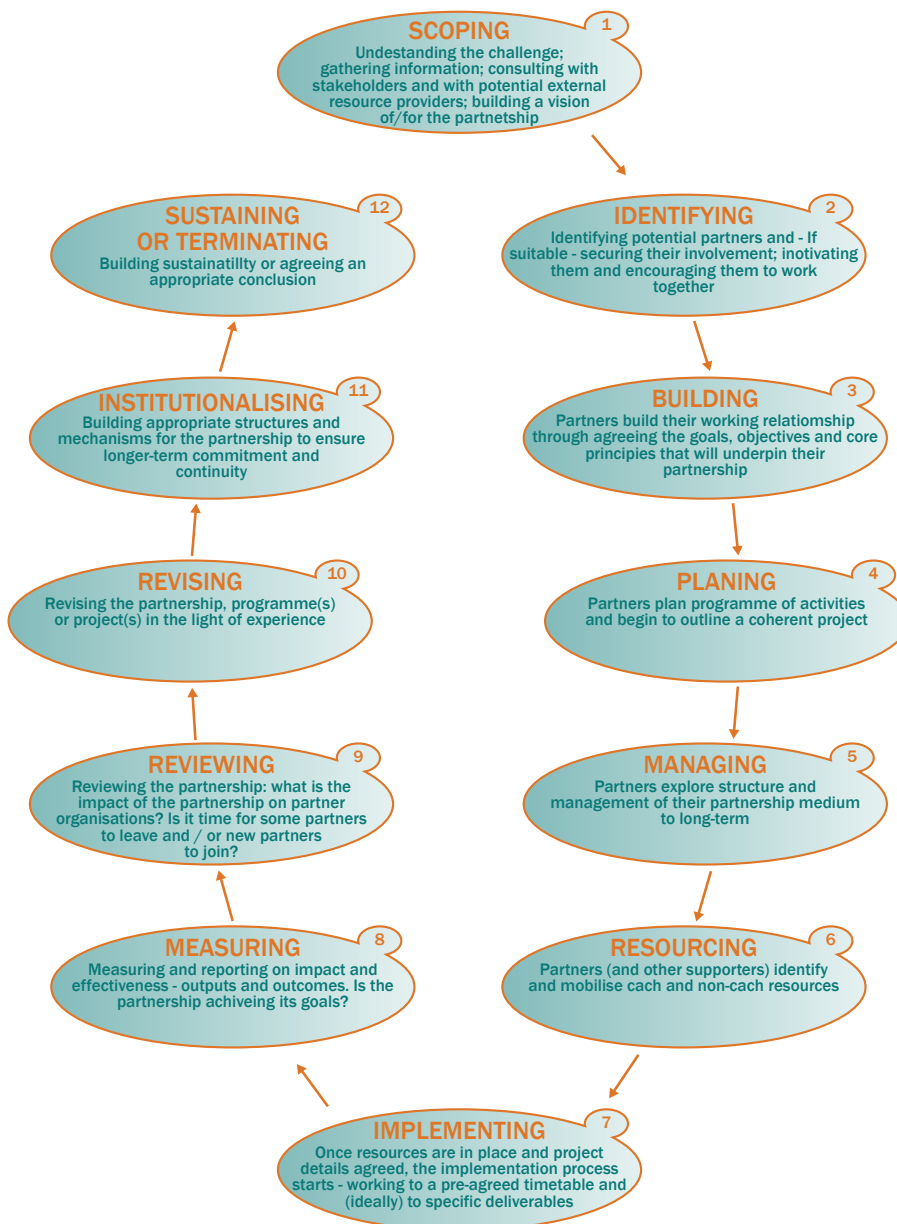 SCOPING
1
Undestanding the challenge;
gathering information; consulting with
stakeholders and with potential external
resource providers; building a vision
of/for the partnetship
IDENTIFYING
2
Identifying potential partners and - If
suitable - securing their involvement; inotivating
them and encouraging them to work
together
BUILDING
3
Partners build their working relatiomship
through agreeing the goals, objectives and core
principies that will underpin their
partnership
PLANING
4
Partners plan programme of activities
and begin to outline a coherent project
MANAGING
5
Partners explore structure and
management of their partnership medium
to long-term
RESOURCING
6
Partners (and other supporters) identify
and mobilise cach and non-cach resources
IMPLEMENTING
7
Once resources are in place and project
details agreed, the implementation process
starts - working to a pre-agreed timetable and
(ideally) to specific deliverables
MEASURING
8
Measuring and reporting on impact and
effectiveness - outputs and outcomes. Is the
the partnership achiveing its goals?
REVIEWING
9
Reviewing the partnership: what is the
impact of the partnership on partner
organisations? Is it time for some partners
to leave and / or new partners
to join?
REVISING
10
Revising the partnership, programme(s)
or project(s) in the light of experience
INSTITUTIONALISING
11
Building appropriate structures and
mechanisms for the partnership to ensure
longer-term commitment and
continuity
SUSTAINING
OR TERMINATING
12
Building sustainatillty or agreeing an
appropriate conclusion